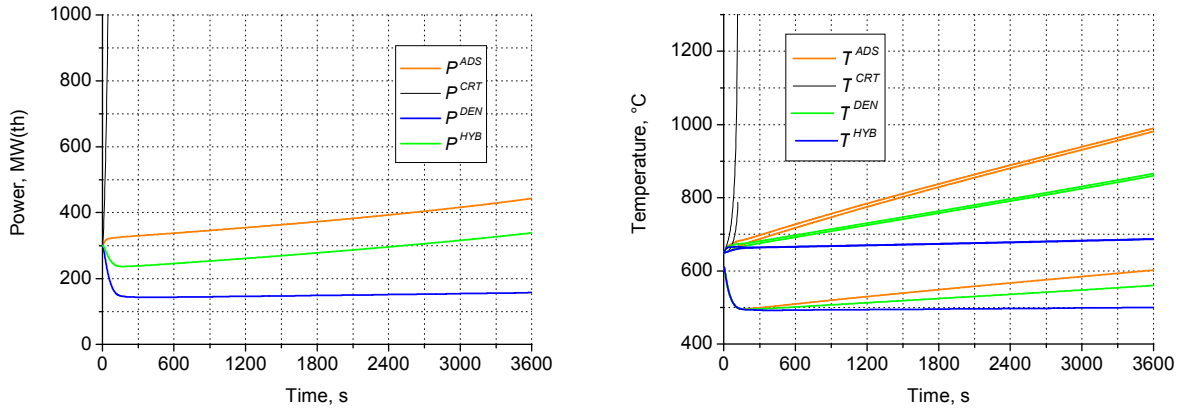 1000
800
600
400
200
0
Power, MW(th)
P ADS
P CRT
P DEN
P HYB
0 600 1200 1800 2400 3000 3600
Time, s
1200
1000
800
600
400
Temperature, °C
T ADS
T CRT
T DEN
T HYB
0 600 1200 1800 2400 3000 3600
Time, s